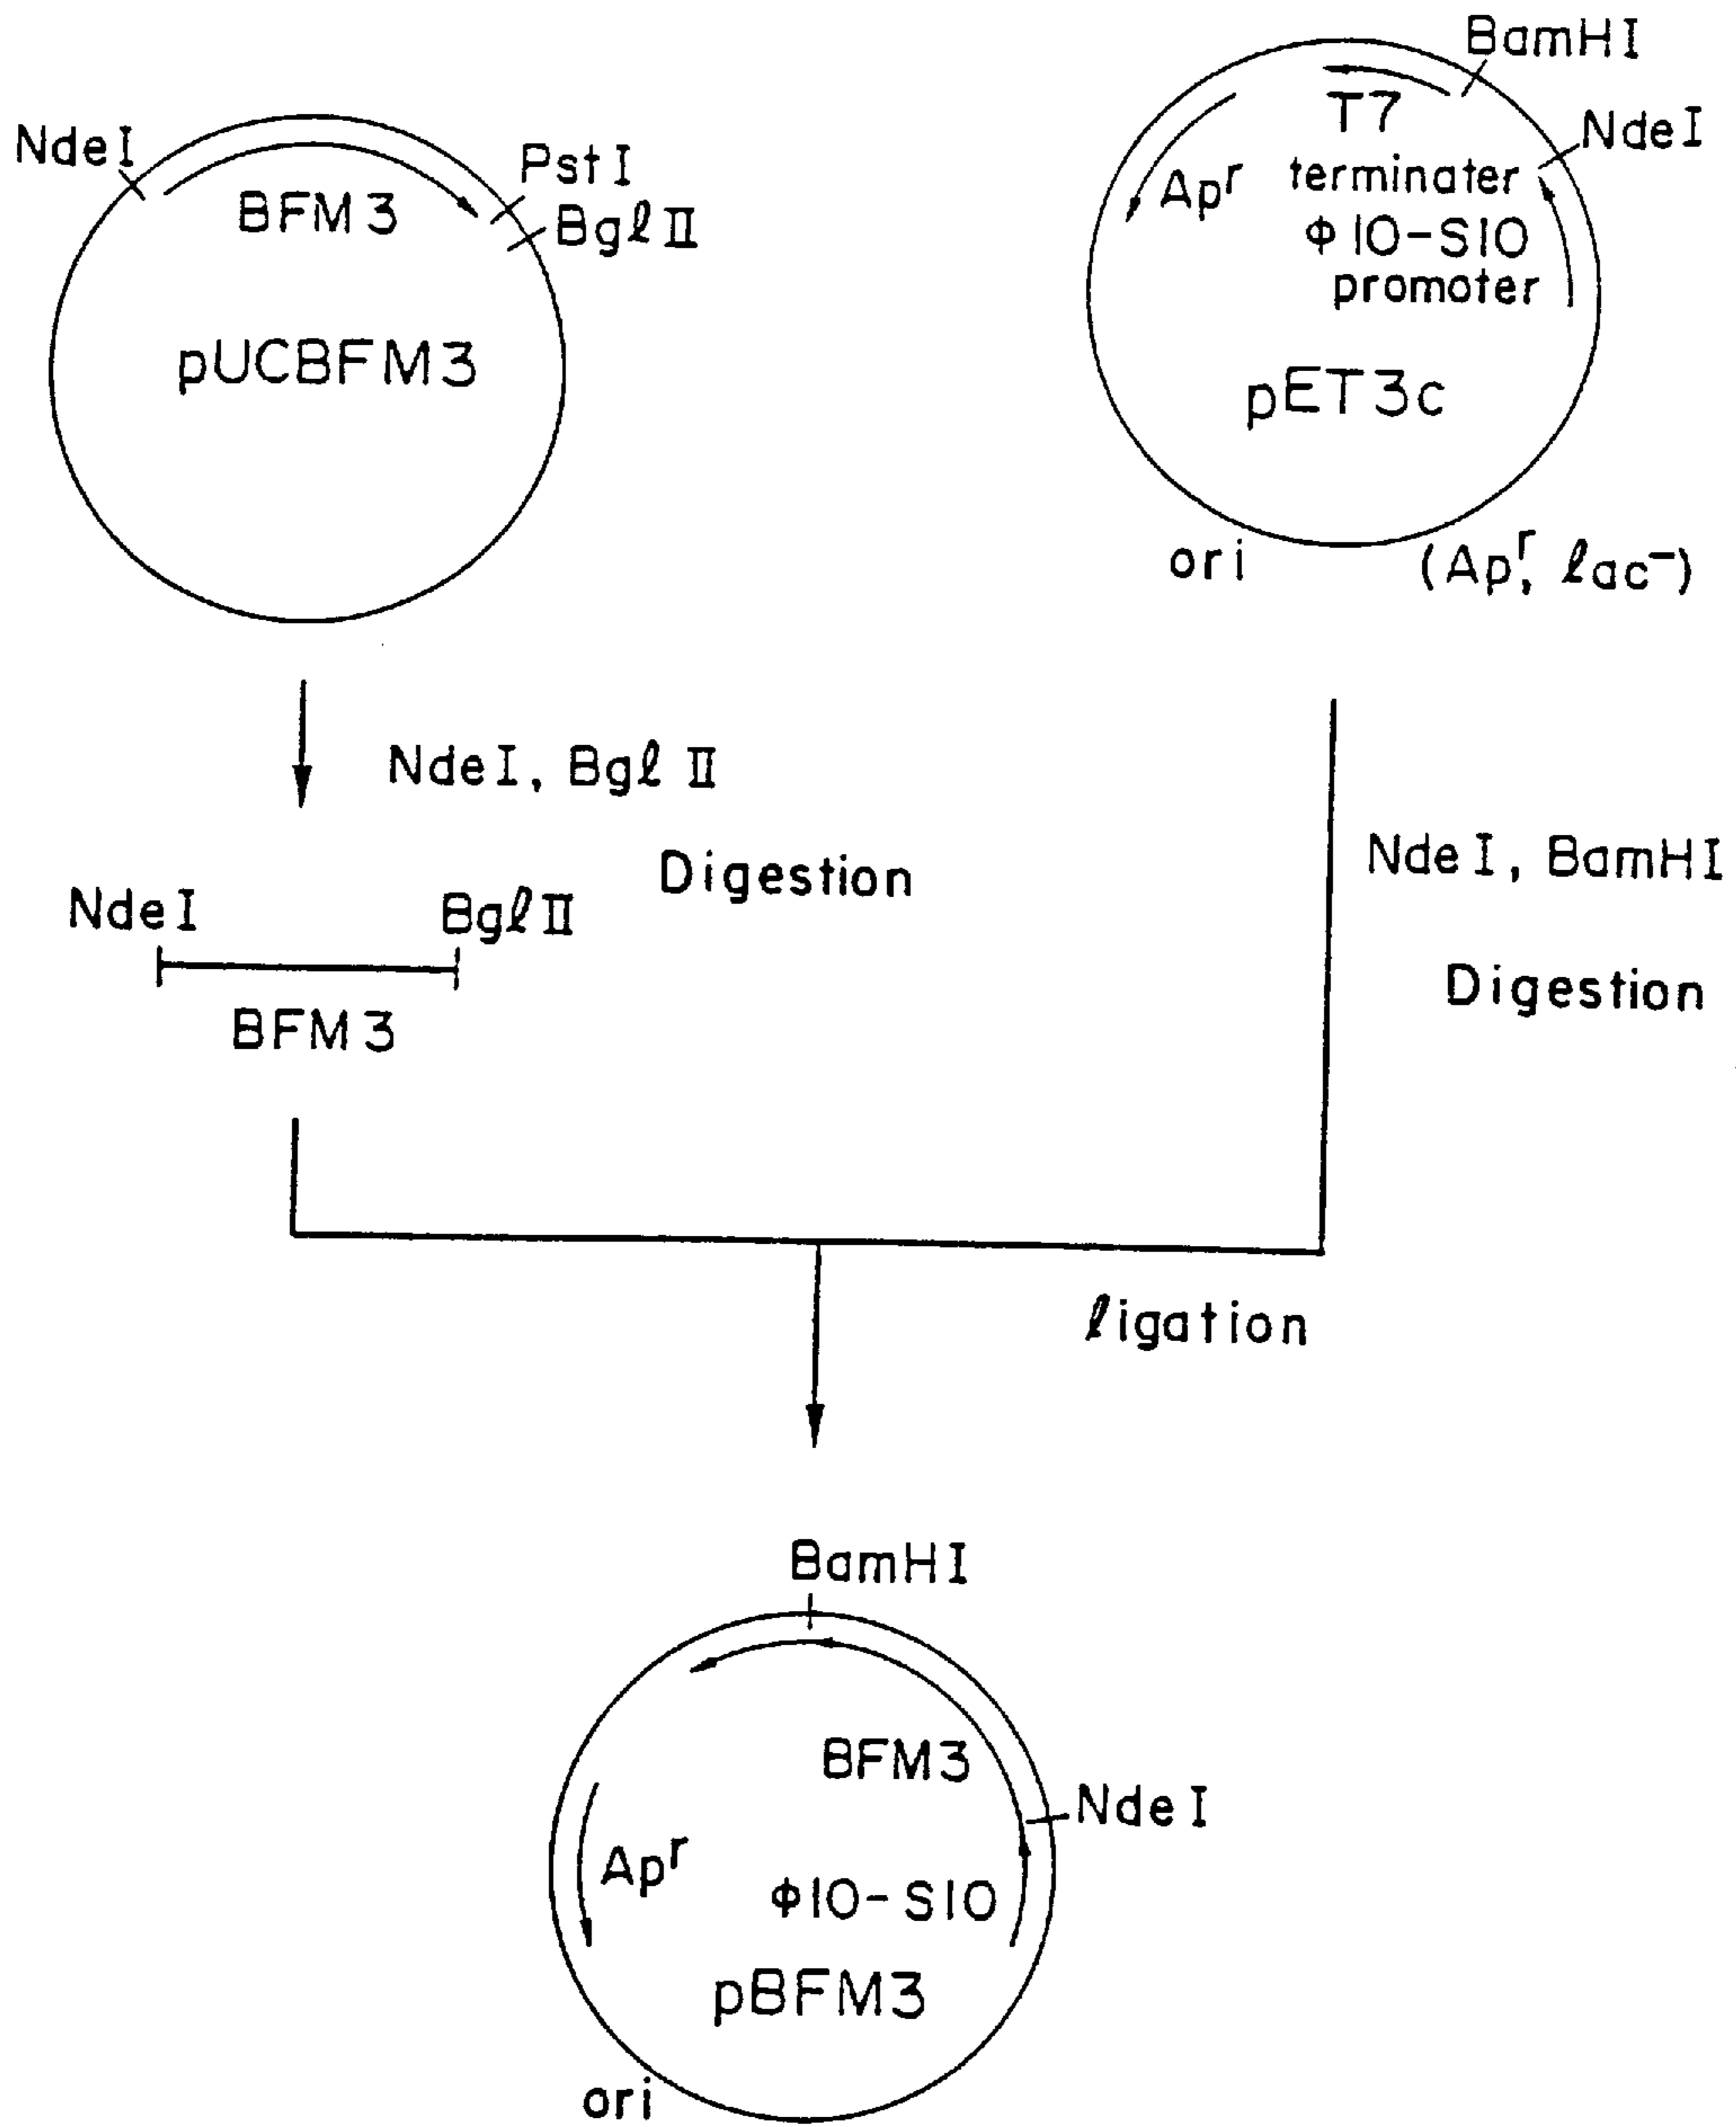 NdeI
BFM3
PstI
BglII
pUCBFM3
BamHI
NdeI
T7
terminater
Apʳ
Φ10-S10
promoter
pET3c
ori
(Apʳ, lac⁻)
NdeI, BglII
Digestion
NdeI
BglII
BFM3
NdeI, BamHI
Digestion
ligation
BamHI
BFM3
NdeI
Apʳ
Φ10-S10
pBFM3
ori